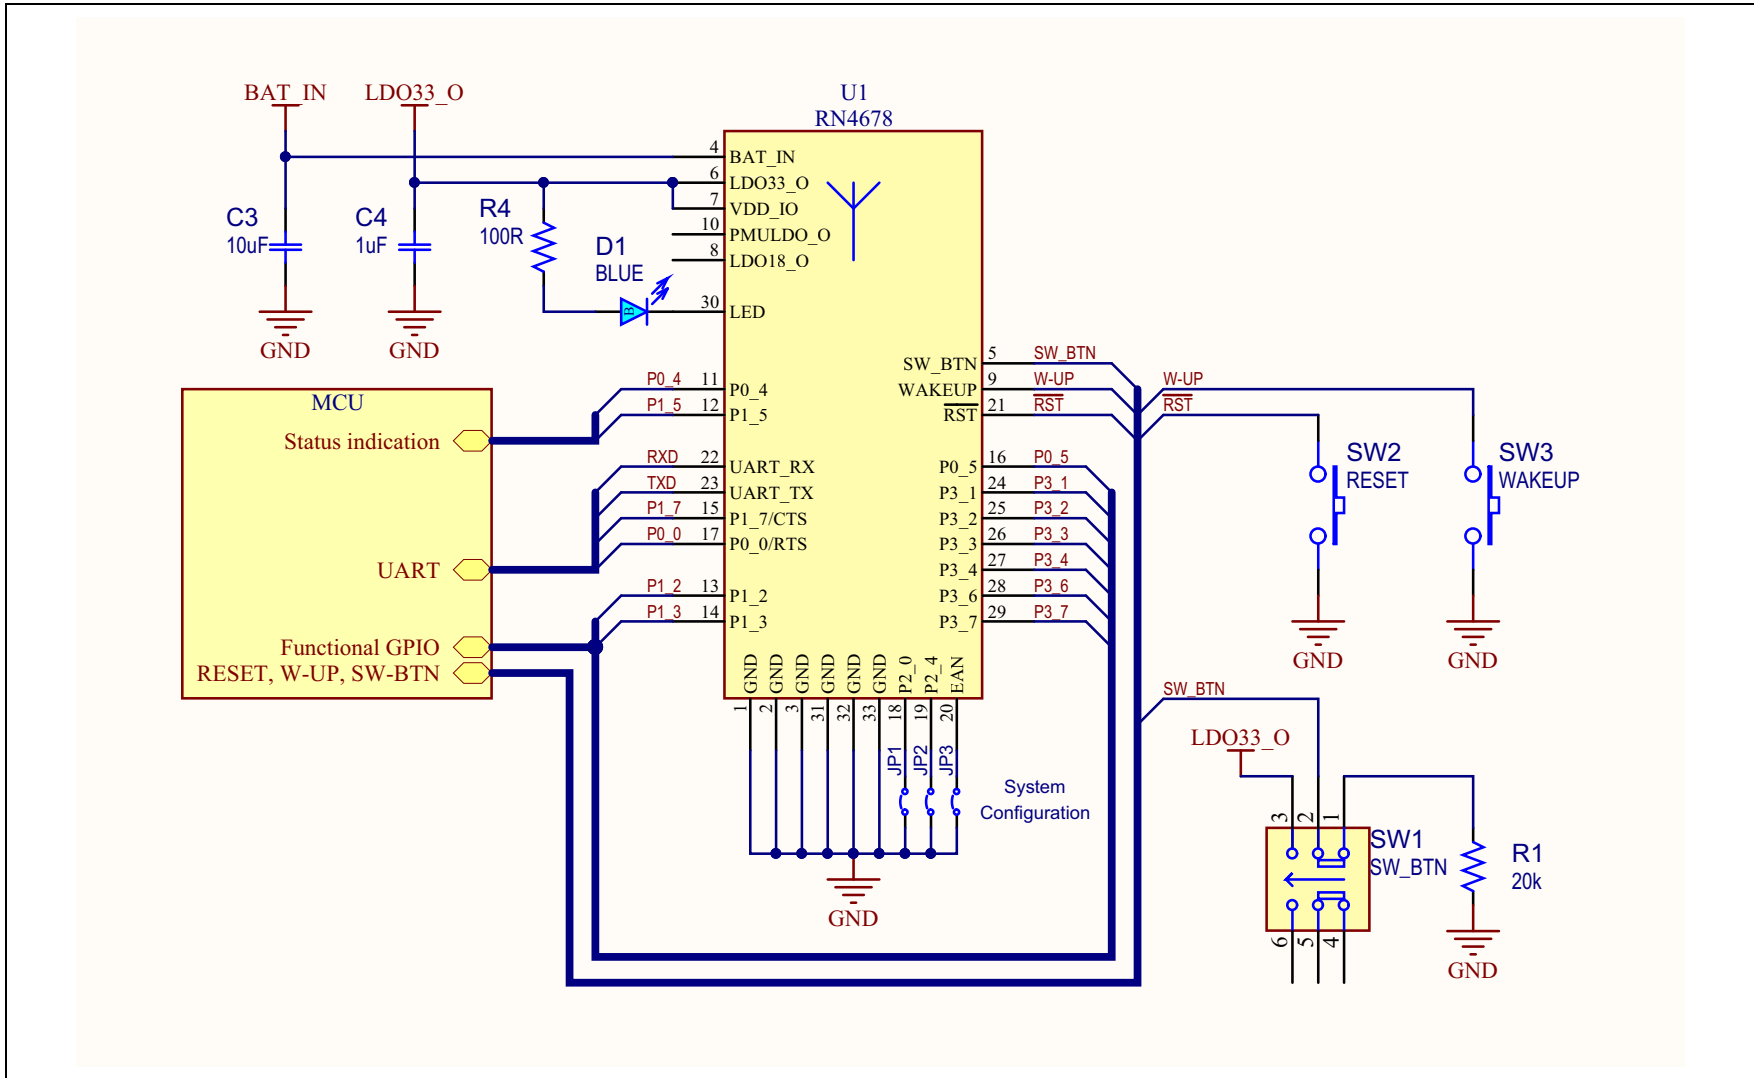 BAT_IN
LDO33_O
U1
RN4678
C3
10uF
C4
1uF
R4
100R
D1
BLUE
B
GND
GND
4 BAT_IN
6 LDO33_O
7 VDD_IO
10 PMULDO_O
8 LDO18_O
30 LED
P0_4 11 P0_4
P1_5 12 P1_5
RXD 22 UART_RX
TXD 23 UART_TX
P1_7 15 P1_7/CTS
P0_0 17 P0_0/RTS
P1_2 13 P1_2
P1_3 14 P1_3
SW_BTN 5 SW_BTN
WAKEUP 9 W-UP
RST 21 RST
P0_5 16 P0_5
P3_1 24 P3_1
P3_2 25 P3_2
P3_3 26 P3_3
P3_4 27 P3_4
P3_6 28 P3_6
P3_7 29 P3_7
MCU
Status indication
UART
Functional GPIO
RESET, W-UP, SW-BTN
GND
GND
GND
GND
GND
GND
P2_0
P2_4
EAN
1
2
3
31
32
33
18
19
20
JP1
JP2
JP3
System
Configuration
GND
W-UP
RST
SW2
RESET
SW3
WAKEUP
GND
GND
SW_BTN
LDO33_O
3
2
1
SW1
SW_BTN
6
5
4
R1
20k
GND